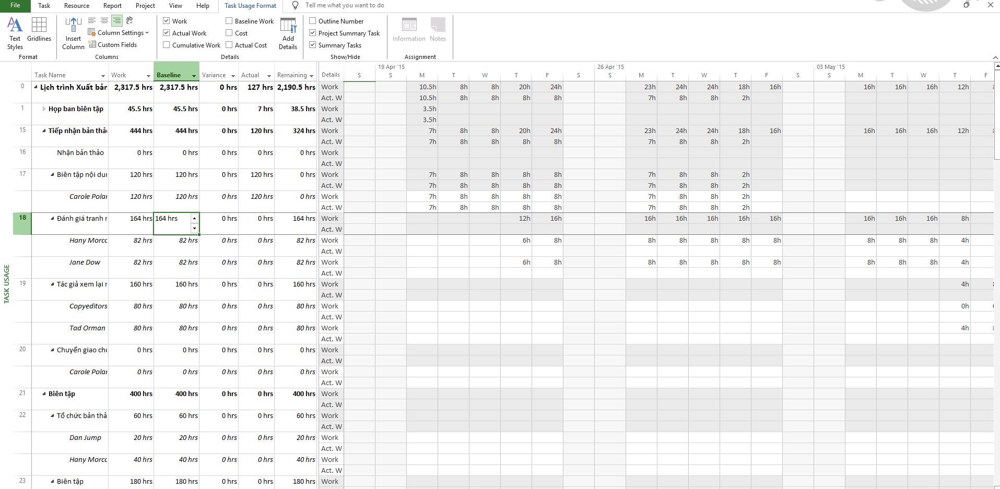 File Task Resource Report Project View Help Task Usage Format Tell me what you want to do
Text Styles
Gridlines
Format
Insert Column
ab
c
Column Settings
Custom Fields
Columns
Work
Actual Work
Cumulative Work
Baseline Work
Cost
Actual Cost
Add Details
Details
Outline Number
Project Summary Task
Summary Tasks
Show/Hide
Information
Notes
Assignment
TASK USAGE
19 Apr '15 26 Apr '15 03 May '15
Task Name Work Baseline Variance Actual Remaining Details S S M T W T F S S M T W T F S S M T W T F
0 Lịch trình Xuất bản 2,317.5 hrs 2,317.5 hrs 0 hrs 127 hrs 2,190.5 hrs Work 10.5h 8h 8h 20h 24h 23h 24h 24h 18h 16h 16h 16h 16h 12h
Act. W 10.5h 8h 8h 8h 8h 7h 8h 8h 2h
1 Họp ban biên tập 45.5 hrs 45.5 hrs 0 hrs 7 hrs 38.5 hrs Work 3.5h
Act. W 3.5h
15 Tiếp nhận bản thảo 444 hrs 444 hrs 0 hrs 120 hrs 324 hrs Work 7h 8h 8h 20h 24h 23h 24h 24h 18h 16h 16h 16h 16h 12h
Act. W 7h 8h 8h 8h 8h 7h 8h 8h 2h
16 Nhận bản thảo 0 hrs 0 hrs 0 hrs 0 hrs 0 hrs Work
Act. W
17 Biên tập nội dun 120 hrs 120 hrs 0 hrs 120 hrs 0 hrs Work 7h 8h 8h 8h 8h 7h 8h 8h 2h
Act. W 7h 8h 8h 8h 8h 7h 8h 8h 2h
Carole Polar 120 hrs 120 hrs 0 hrs 120 hrs 0 hrs Work 7h 8h 8h 8h 8h 7h 8h 8h 2h
Act. W 7h 8h 8h 8h 8h 7h 8h 8h 2h
18 Đánh giá tranh r 164 hrs 164 hrs 0 hrs 0 hrs 164 hrs Work 12h 16h 16h 16h 16h 16h 16h 16h 16h 16h 8h
Act. W
Hany Morcc 82 hrs 82 hrs 0 hrs 0 hrs 82 hrs Work 6h 8h 8h 8h 8h 8h 8h 8h 8h 8h 4h
Act. W
Jane Dow 82 hrs 82 hrs 0 hrs 0 hrs 82 hrs Work 6h 8h 8h 8h 8h 8h 8h 8h 8h 8h 4h
Act. W
19 Tác giả xem lại r 160 hrs 160 hrs 0 hrs 0 hrs 160 hrs Work 4h
Act. W
Copyeditors 80 hrs 80 hrs 0 hrs 0 hrs 80 hrs Work 0h
Act. W
Tad Orman 80 hrs 80 hrs 0 hrs 0 hrs 80 hrs Work 4h
Act. W
20 Chuyển giao cho 0 hrs 0 hrs 0 hrs 0 hrs 0 hrs Work
Act. W
Carole Polar 0 hrs 0 hrs 0 hrs 0 hrs 0 hrs Work
Act. W
21 Biên tập 400 hrs 400 hrs 0 hrs 0 hrs 400 hrs Work
Act. W
22 Tổ chức bản thả 60 hrs 60 hrs 0 hrs 0 hrs 60 hrs Work
Act. W
Dan Jump 20 hrs 20 hrs 0 hrs 0 hrs 20 hrs Work
Act. W
Hany Morcc 40 hrs 40 hrs 0 hrs 0 hrs 40 hrs Work
Act. W
23 Biên tập 180 hrs 180 hrs 0 hrs 0 hrs 180 hrs Work